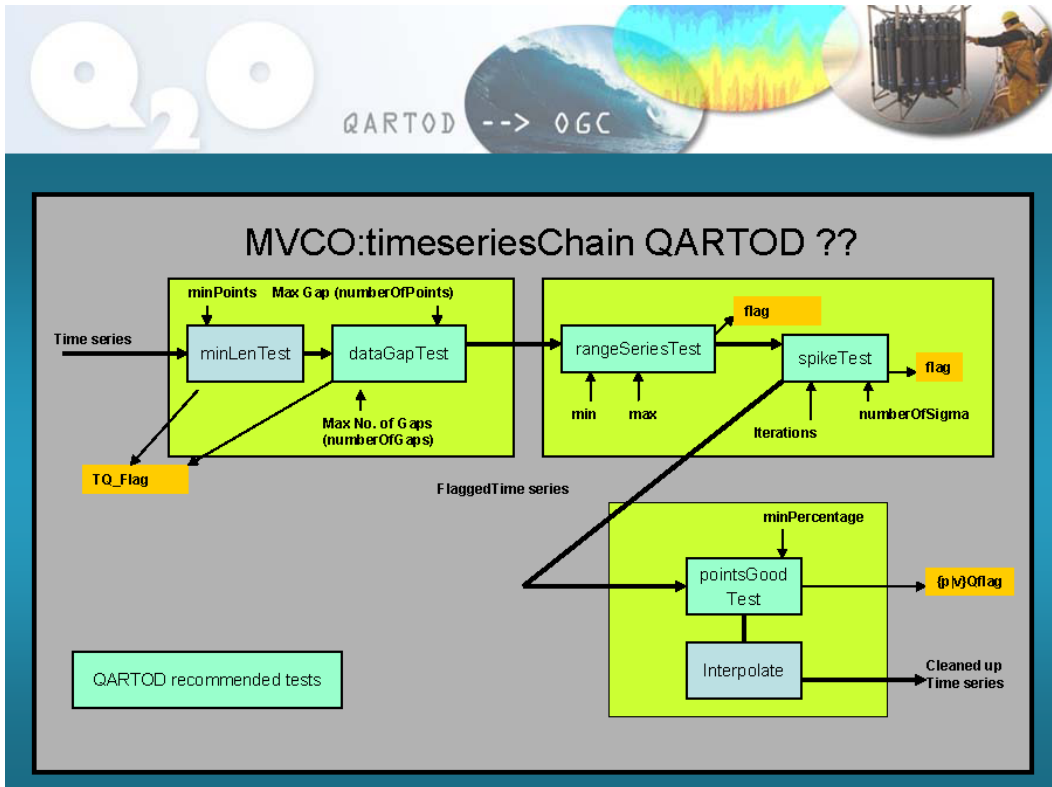 Q2O
QARTOD --> OGC
MVCO:timeseriesChain QARTOD ??
minPoints
Max Gap (numberOfPoints)
Time series
minLenTest
dataGapTest
Max No. of Gaps
(numberOfGaps)
TQ_Flag
rangeSeriesTest
flag
spikeTest
flag
min
max
Iterations
numberOfSigma
FlaggedTime series
minPercentage
pointsGood
Test
{p|v}Qflag
Interpolate
Cleaned up
Time series
QARTOD recommended tests